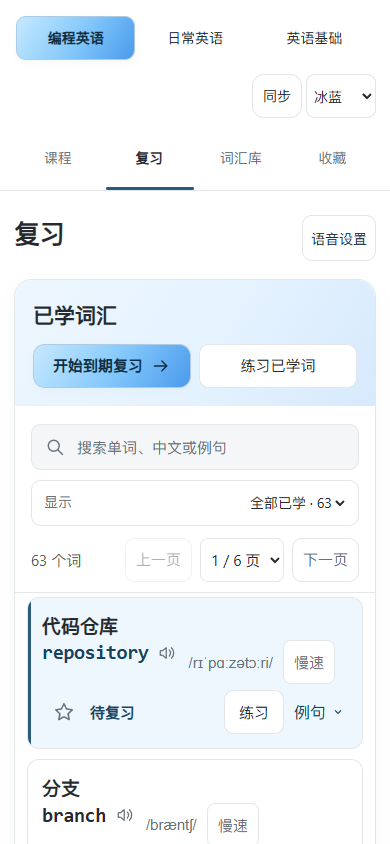 编程英语 日常英语 英语基础
同步 冰蓝
课程 复习 词汇库 收藏
复习 语音设置
已学词汇
开始到期复习 → 练习已学词
搜索单词、中文或例句
显示 全部已学 · 63
63 个词 上一页 1 / 6 页 下一页
代码仓库
repository /rɪˈpɑːzətɔːri/ 慢速
待复习 练习 例句
分支
branch /bræntʃ/ 慢速